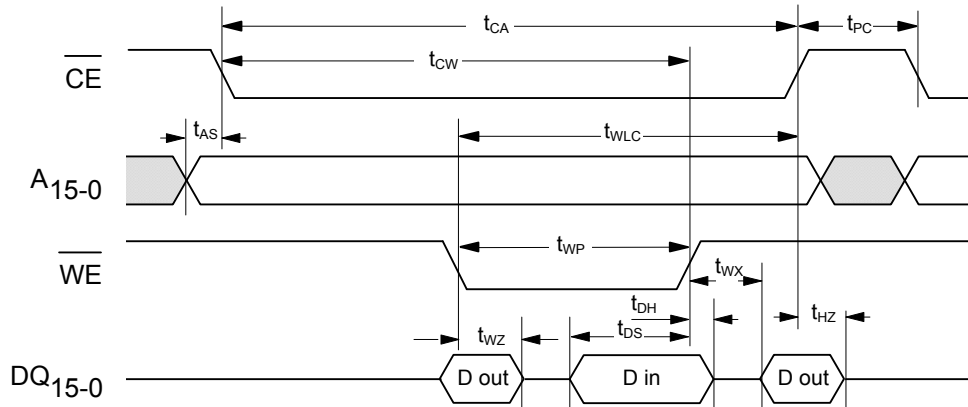 tCA
tPC
CE
tCW
tAS
tWLC
A15-0
WE
tWP
tWX
tDH
tHZ
tWZ
tDS
DQ15-0
D out
D in
D out